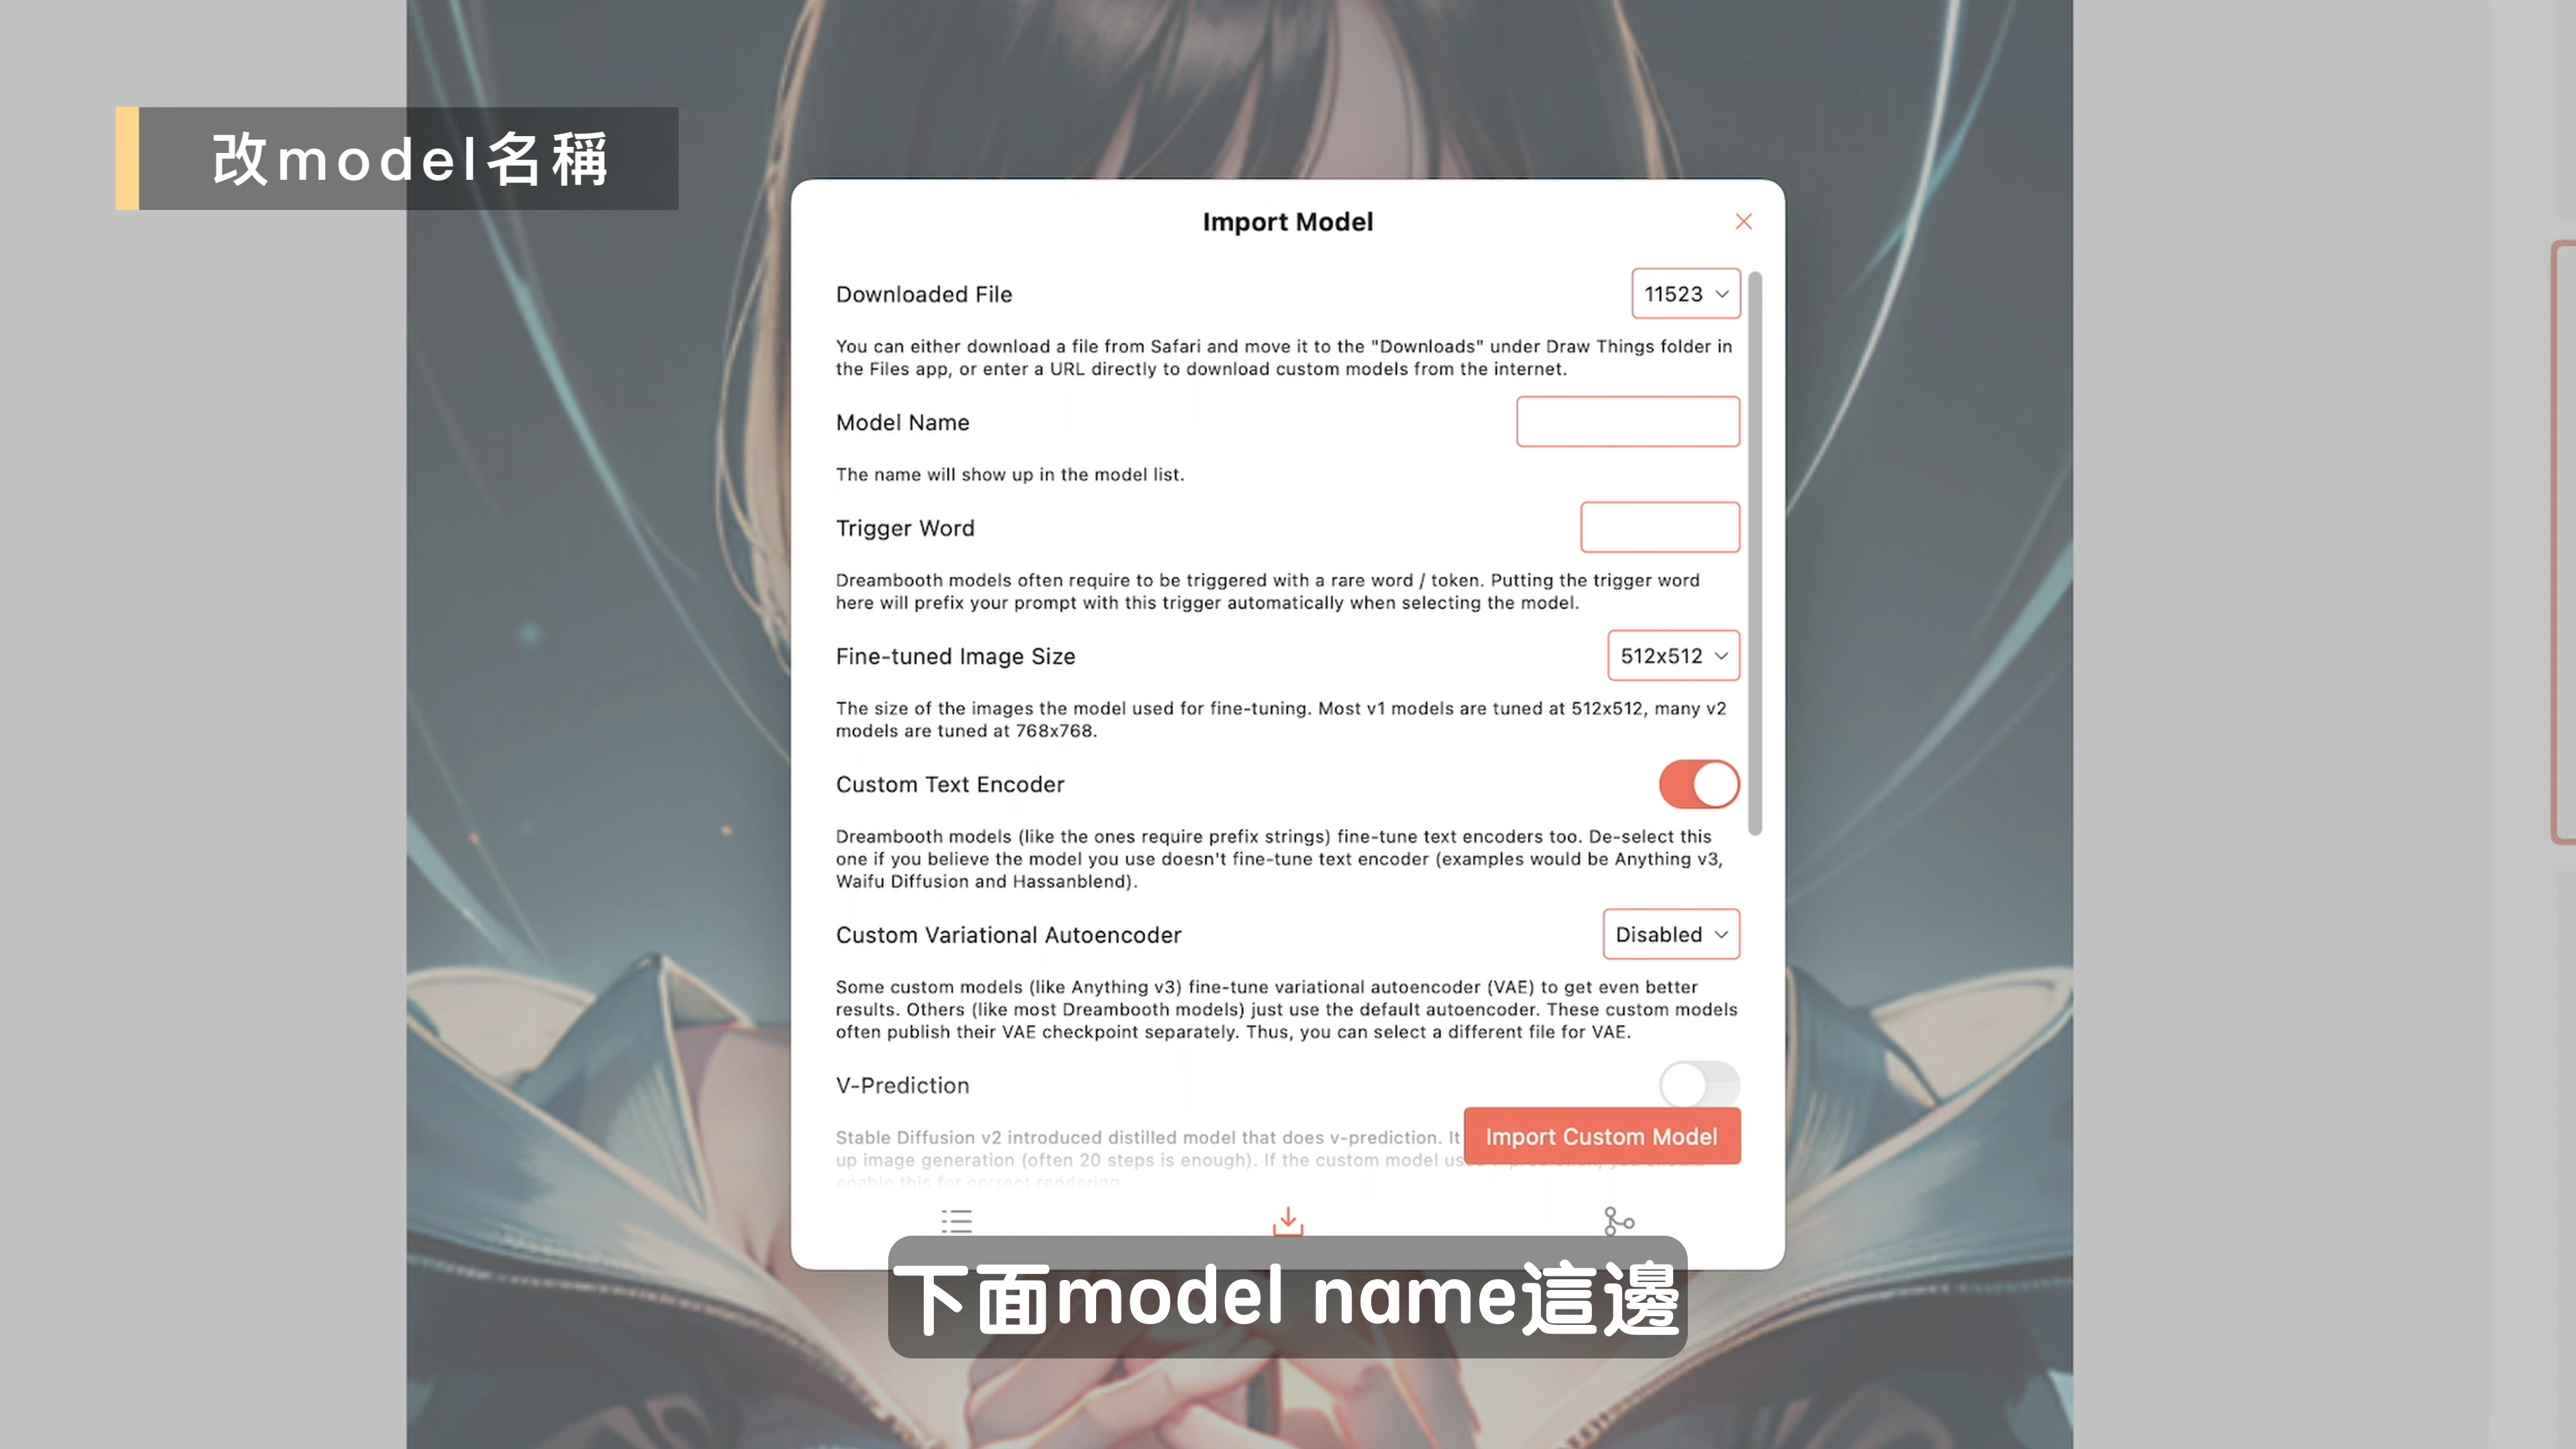 改model名稱
Import Model
Downloaded File
11523
You can either download a file from Safari and move it to the "Downloads" under Draw Things folder in
the Files app, or enter a URL directly to download custom models from the internet.
Model Name
The name will show up in the model list.
Trigger Word
Dreambooth models often require to be triggered with a rare word / token. Putting the trigger word
here will prefix your prompt with this trigger automatically when selecting the model.
Fine-tuned Image Size
512x512
The size of the images the model used for fine-tuning. Most v1 models are tuned at 512x512, many v2
models are tuned at 768x768.
Custom Text Encoder
Dreambooth models (like the ones require prefix strings) fine-tune text encoders too. De-select this
one if you believe the model you use doesn't fine-tune text encoder (examples would be Anything v3,
Waifu Diffusion and Hassanblend).
Custom Variational Autoencoder
Disabled
Some custom models (like Anything v3) fine-tune variational autoencoder (VAE) to get even better
results. Others (like most Dreambooth models) just use the default autoencoder. These custom models
often publish their VAE checkpoint separately. Thus, you can select a different file for VAE.
V-Prediction
Stable Diffusion v2 introduced distilled model that does v-prediction. It
Import Custom Model
up image generation (often 20 steps is enough). If the custom model us
enable this for correct rendering.
下面model name這邊